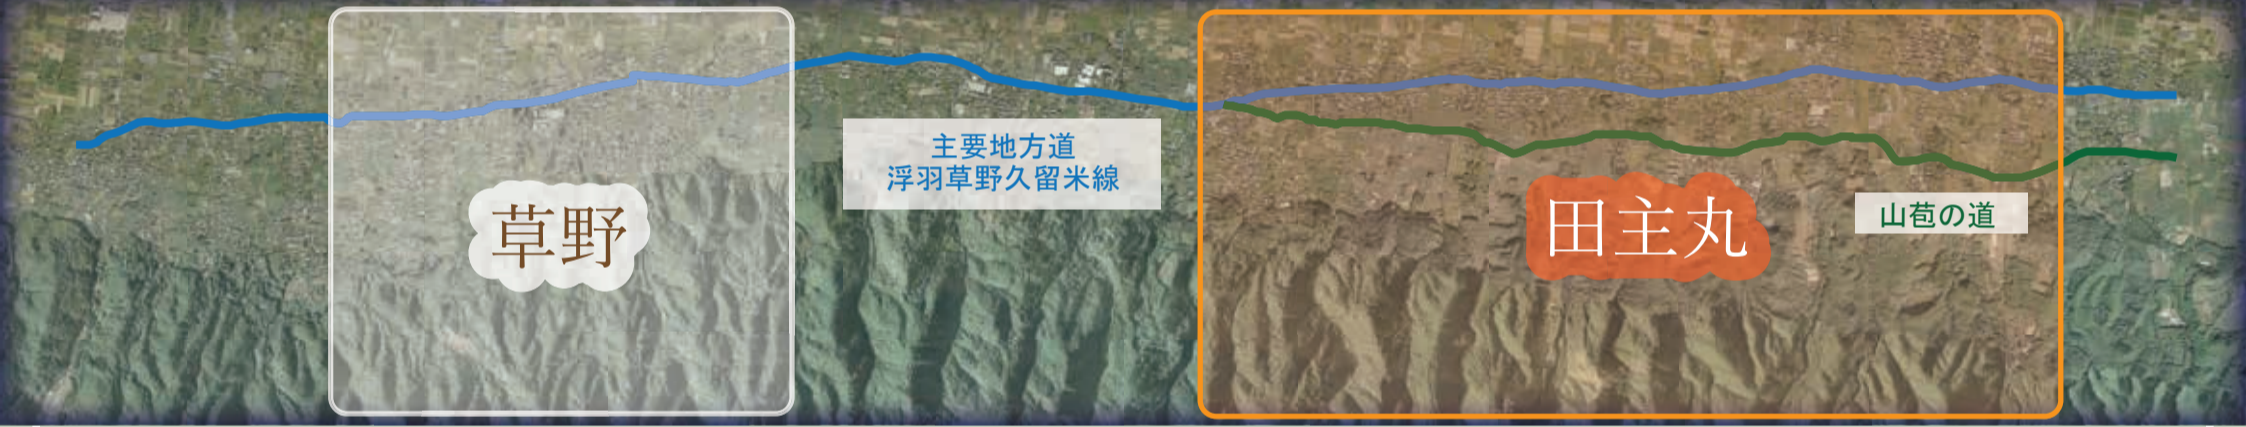 主要地方道
浮羽草野久留米線
草野
田主丸
山苞の道